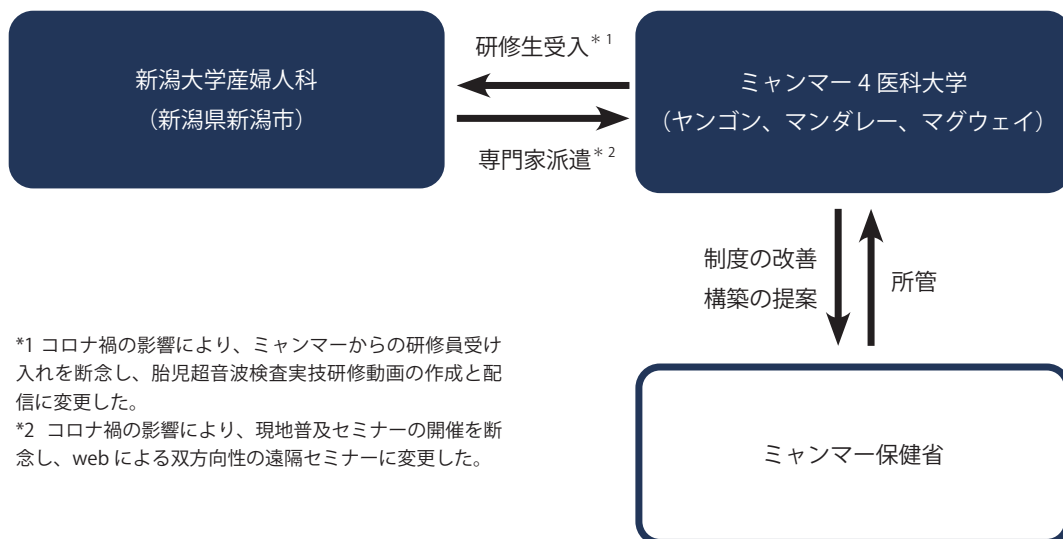 新潟大学産婦人科
（新潟県新潟市）
研修生受入＊1
専門家派遣＊2
ミャンマー 4 医科大学
（ヤンゴン、マンダレー、マグウェイ）
制度の改善
構築の提案
所管
*1 コロナ禍の影響により、ミャンマーからの研修員受け
入れを断念し、胎児超音波検査実技研修動画の作成と配
信に変更した。
*2 コロナ禍の影響により、現地普及セミナーの開催を断
念し、web による双方向性の遠隔セミナーに変更した。
ミャンマー保健省